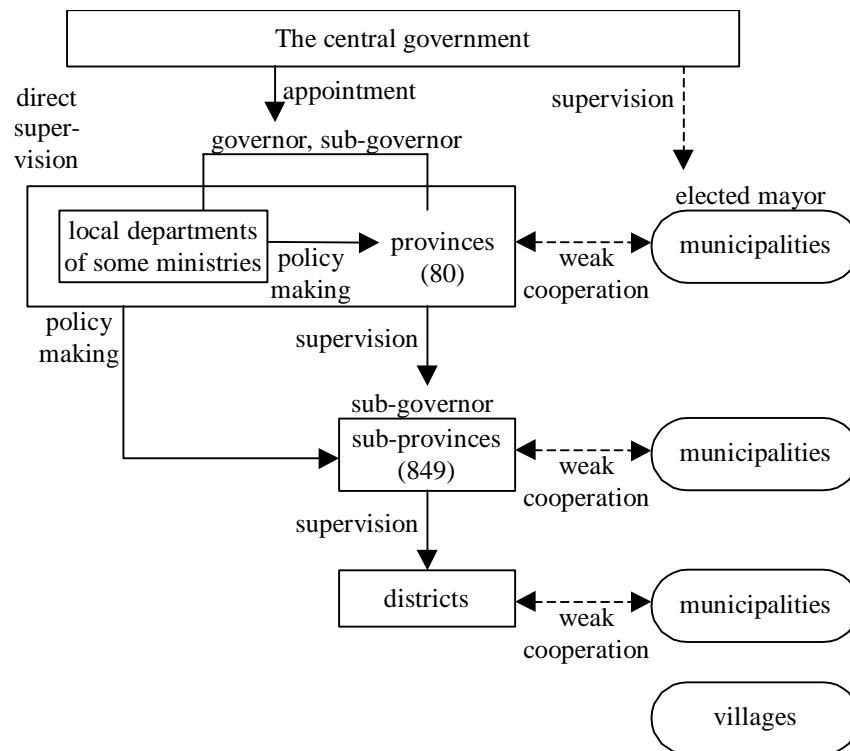 The central government
direct
super-
vision
appointment
supervision
governor, sub-governor
elected mayor
local departments
of some ministries
policy
making
provinces
(80)
weak
cooperation
municipalities
policy
making
supervision
sub-governor
sub-provinces
(849)
weak
cooperation
municipalities
supervision
districts
weak
cooperation
municipalities
villages